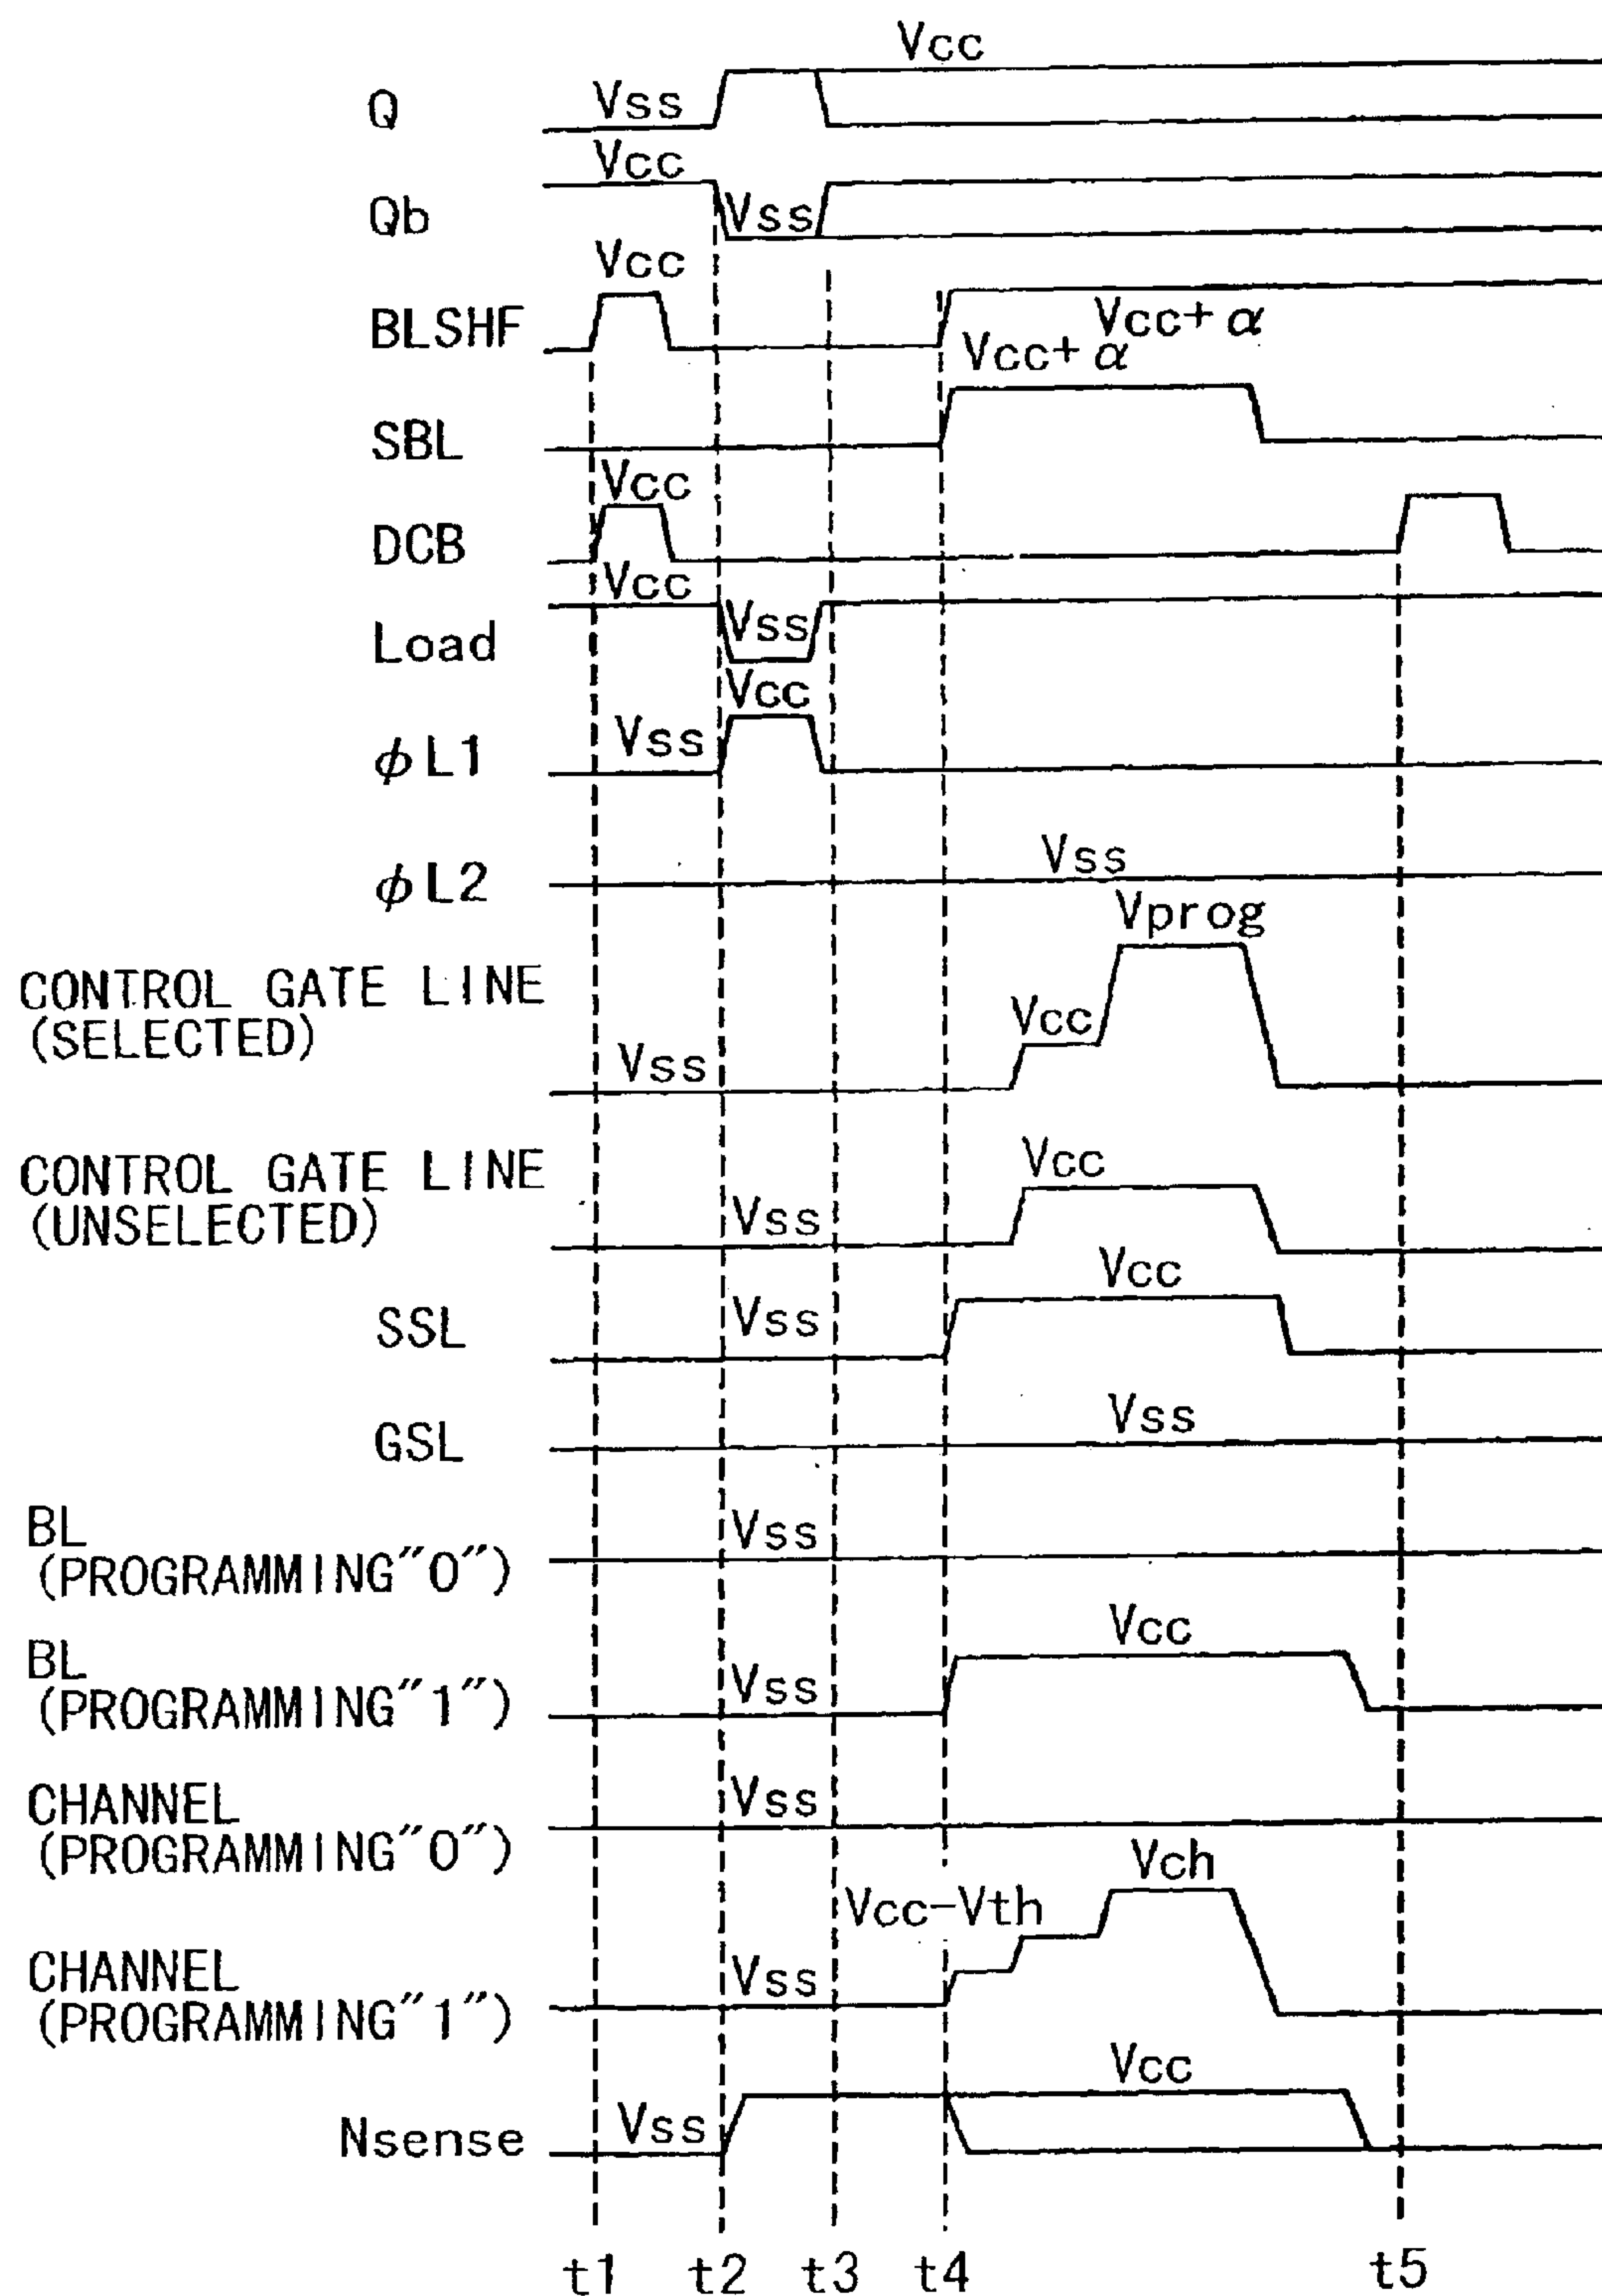 Vcc
Q Vss
Vcc
Qb Vss
Vcc
BLSHF Vcc+α
Vcc+α
SBL
Vcc
DCB
Vcc
Load Vss
Vcc
φL1 Vss
φL2 Vss
Vprog
CONTROL GATE LINE
(SELECTED) Vss Vcc
CONTROL GATE LINE
(UNSELECTED) Vss Vcc
SSL Vss Vcc
GSL Vss
BL
(PROGRAMMING"0") Vss
BL
(PROGRAMMING"1") Vss Vcc
CHANNEL
(PROGRAMMING"0") Vss
CHANNEL
(PROGRAMMING"1") Vss Vcc-Vth Vch
Nsense Vss Vcc
t1 t2 t3 t4 t5